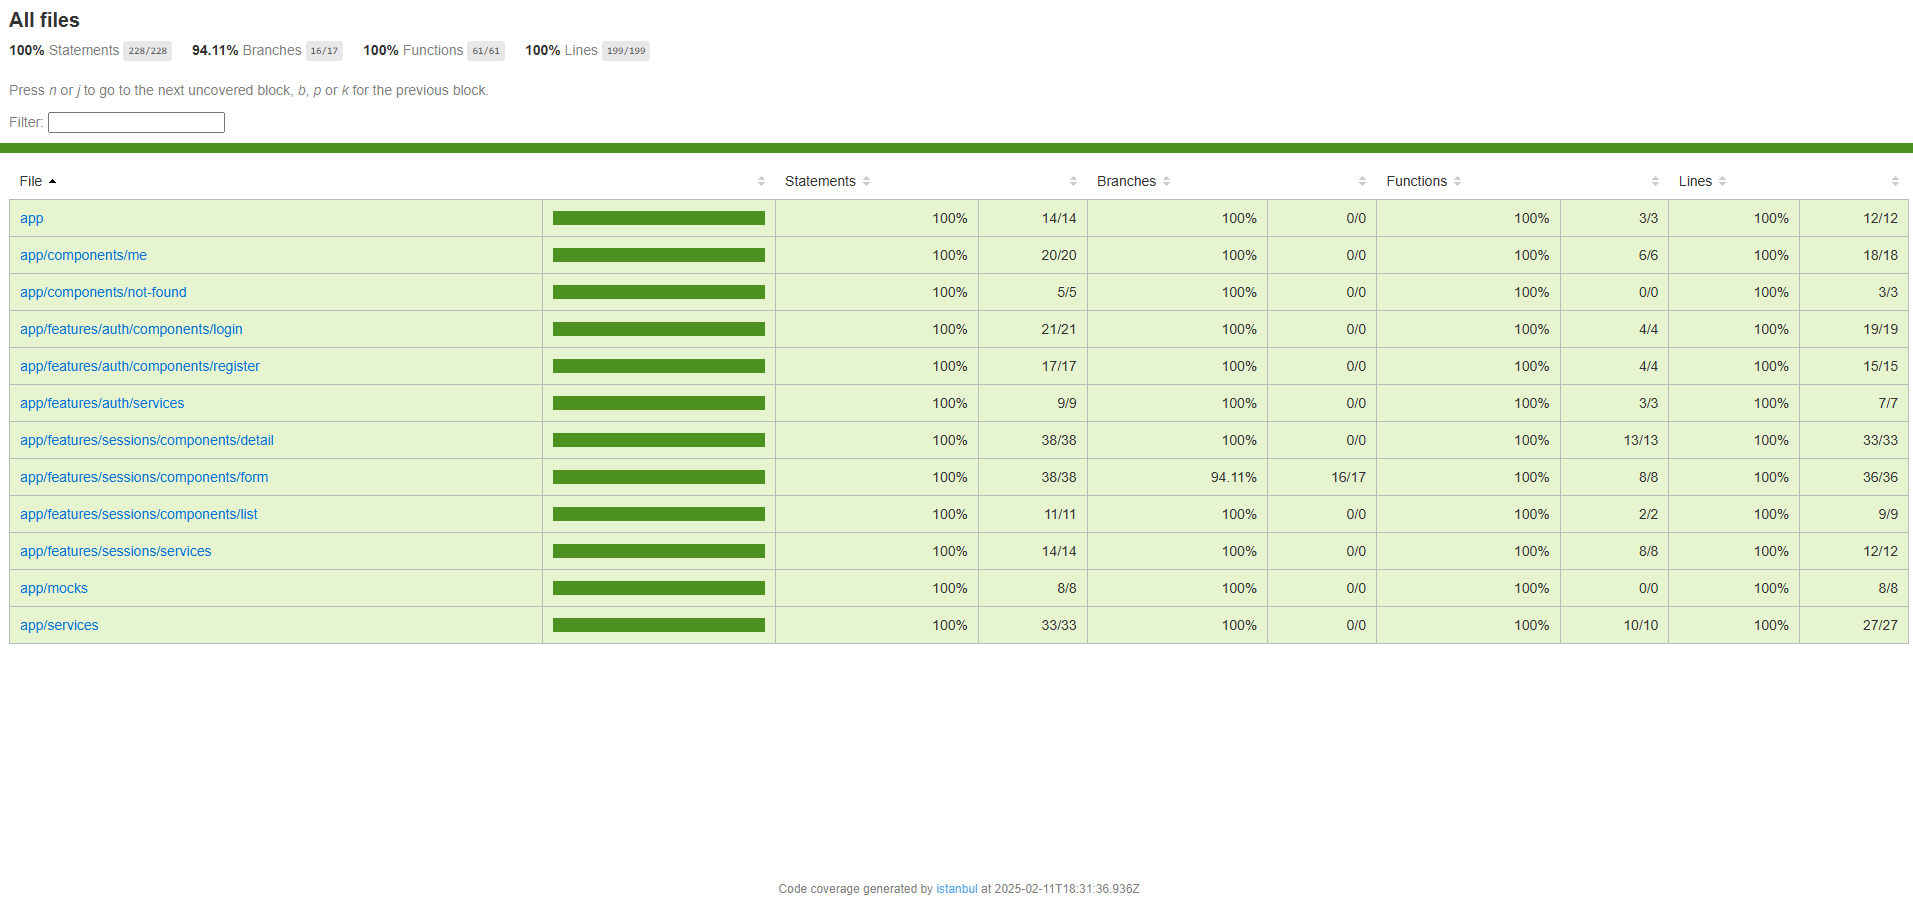 All files
100% Statements 228/228 94.11% Branches 16/17 100% Functions 61/61 100% Lines 199/199
Press n or j to go to the next uncovered block, b, p or k for the previous block.
Filter:
File Statements Branches Functions Lines
app 100% 14/14 100% 0/0 100% 3/3 100% 12/12
app/components/me 100% 20/20 100% 0/0 100% 6/6 100% 18/18
app/components/not-found 100% 5/5 100% 0/0 100% 0/0 100% 3/3
app/features/auth/components/login 100% 21/21 100% 0/0 100% 4/4 100% 19/19
app/features/auth/components/register 100% 17/17 100% 0/0 100% 4/4 100% 15/15
app/features/auth/services 100% 9/9 100% 0/0 100% 3/3 100% 7/7
app/features/sessions/components/detail 100% 38/38 100% 0/0 100% 13/13 100% 33/33
app/features/sessions/components/form 100% 38/38 94.11% 16/17 100% 8/8 100% 36/36
app/features/sessions/components/list 100% 11/11 100% 0/0 100% 2/2 100% 9/9
app/features/sessions/services 100% 14/14 100% 0/0 100% 8/8 100% 12/12
app/mocks 100% 8/8 100% 0/0 100% 0/0 100% 8/8
app/services 100% 33/33 100% 0/0 100% 10/10 100% 27/27
Code coverage generated by istanbul at 2025-02-11T18:31:36.936Z